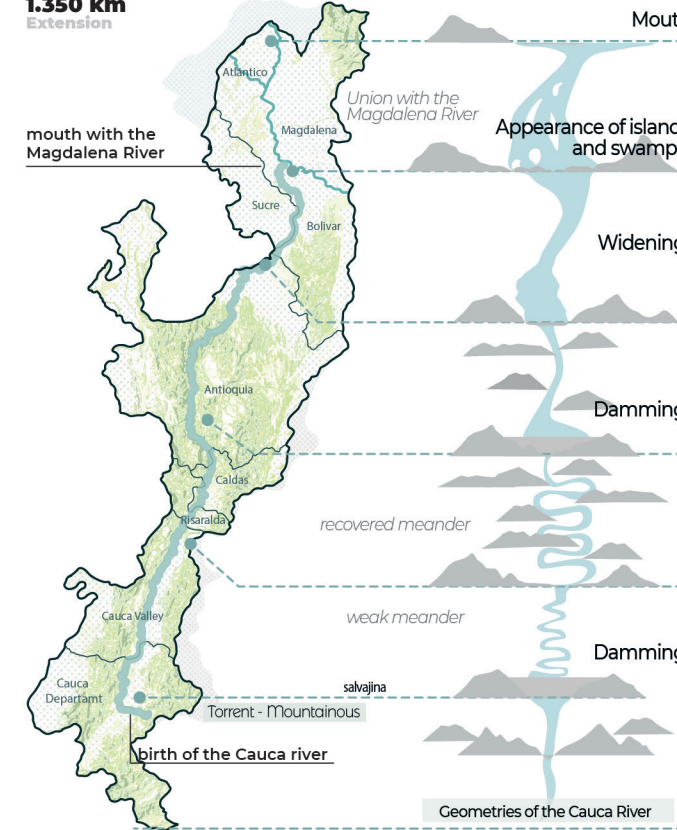 1.350 km
Extension
Mout
Atlántico
Union with the
Magdalena River
Appearance of island
and swamp
Magdalena
mouth with the
Magdalena River
Sucre
Bolivar
Widening
Antioquia
Damming
Caldas
Risaralda
recovered meander
Cauca Valley
weak meander
Damming
Cauca
Departamt
salvajina
Torrent - Mountainous
birth of the Cauca river
Geometries of the Cauca River